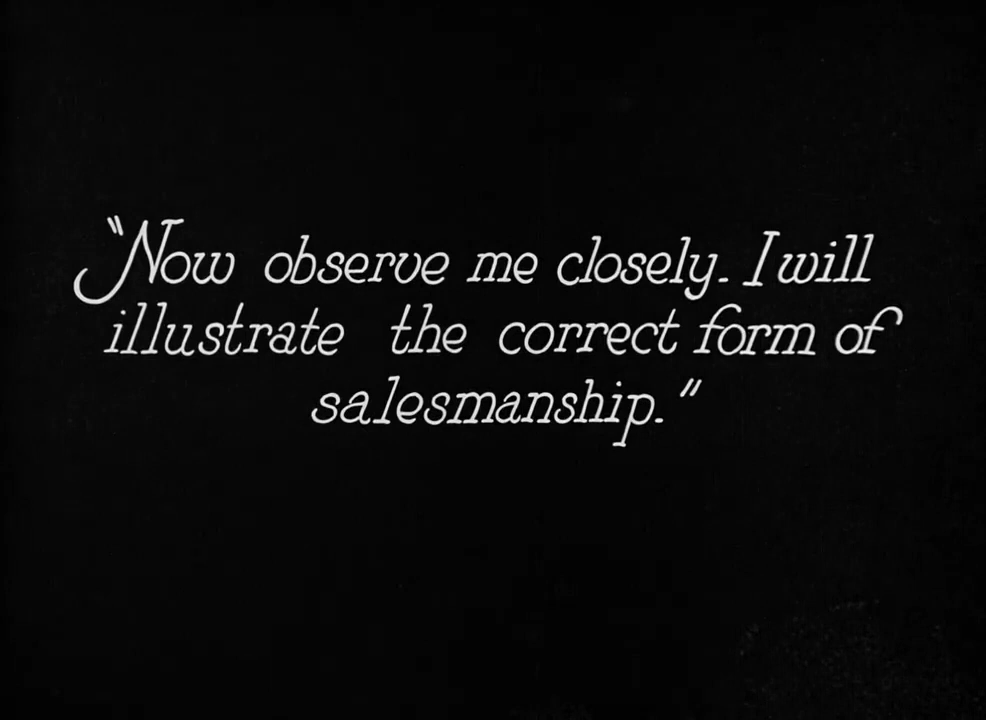 "Now observe me closely. I will
illustrate the correct form of
salesmanship."